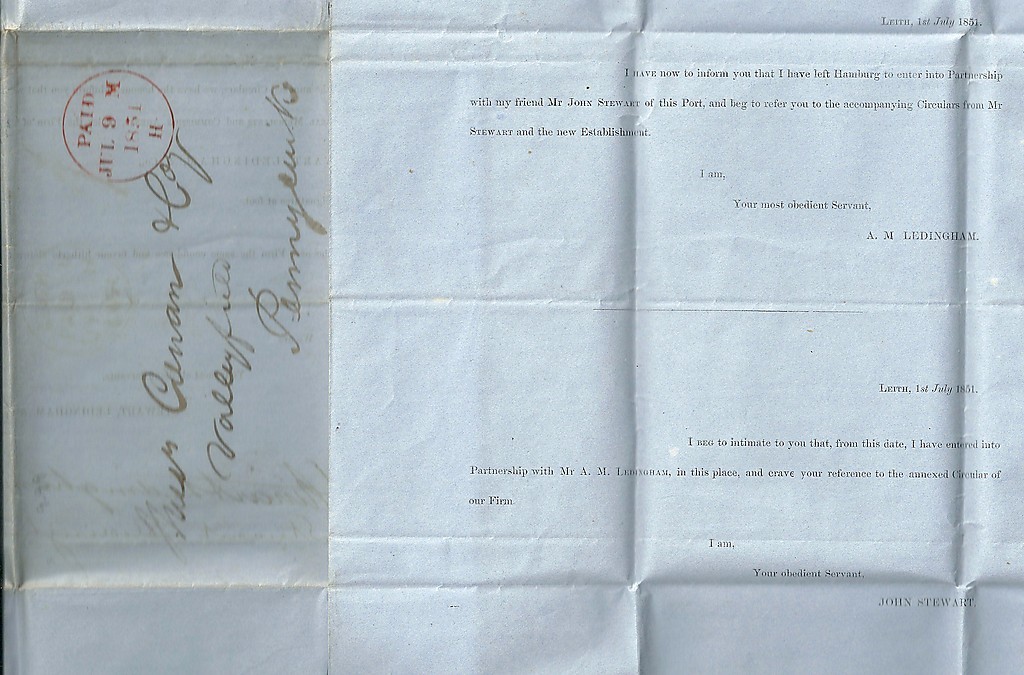 PAID
JUL 9 M
1851
H
Messrs Cowan & Coy
Valleyfield
Pennycuik
LEITH, 1st July 1851.
I HAVE now to inform you that I have left Hamburg to enter into Partnership
with my friend Mr JOHN STEWART of this Port, and beg to refer you to the accompanying Circulars from Mr
STEWART and the new Establishment.
I am,
Your most obedient Servant,
A. M LEDINGHAM.
LEITH, 1st July 1851.
I BEG to intimate to you that, from this date, I have entered into
Partnership with Mr A. M. LEDINGHAM, in this place, and crave your reference to the annexed Circular of
our Firm.
I am,
Your obedient Servant,
JOHN STEWART.